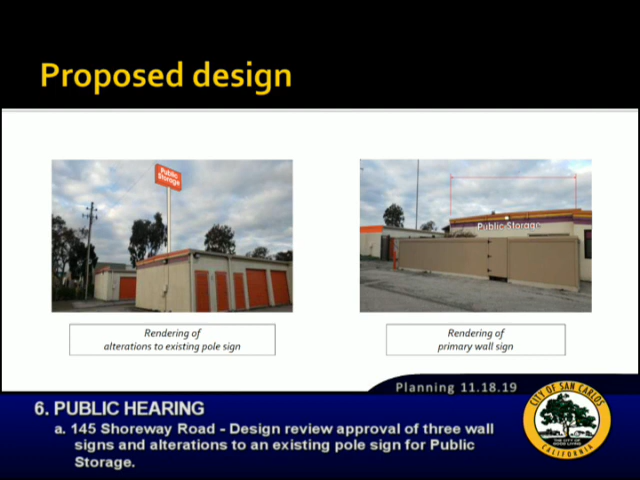 Proposed design
Public
Storage
Public Storage
Rendering of
alterations to existing pole sign
Rendering of
primary wall sign
Planning 11.18.19
6. PUBLIC HEARING
a. 145 Shoreway Road - Design review approval of three wall
signs and alterations to an existing pole sign for Public
Storage.
CITY OF SAN CARLOS
THE CITY OF
GOOD LIVING
CALIFORNIA